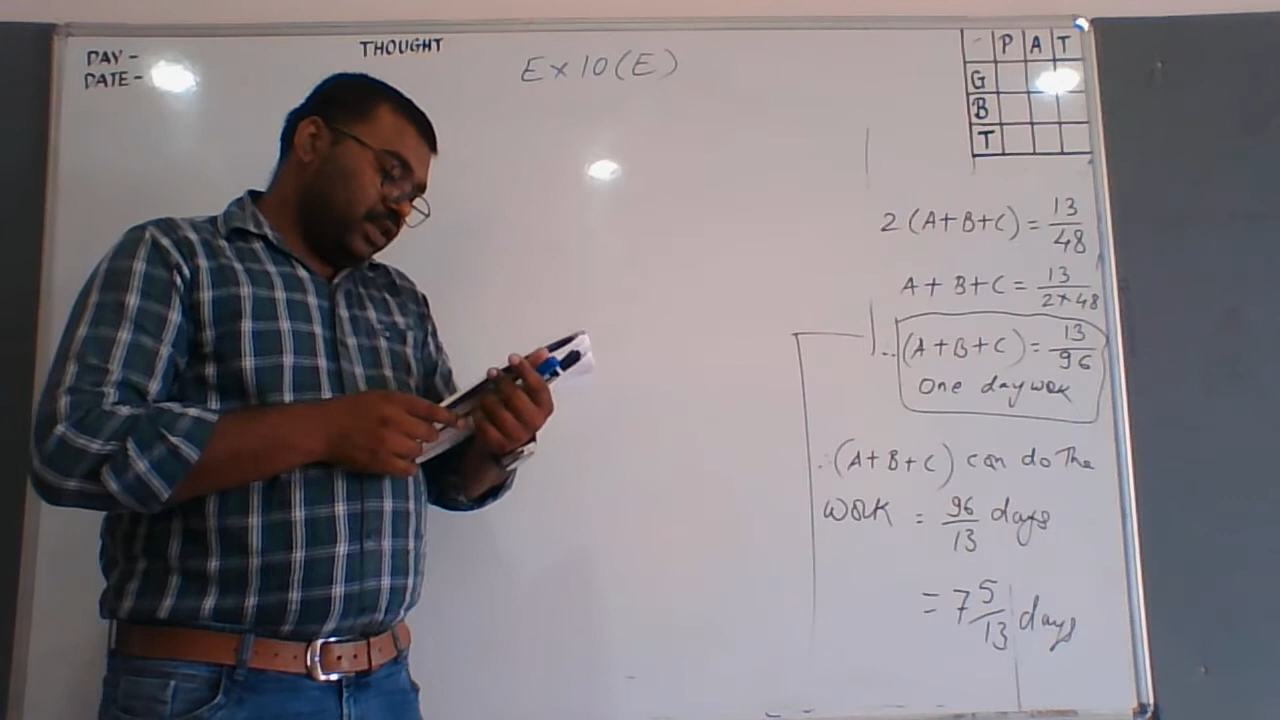 DAY -
DATE -
THOUGHT
Ex 10 (E)
- P A T
G
B
T
2 (A+B+C) = 13/48
A + B + C = 13/2×48
∴ (A+B+C) = 13/96
One day work
∴ (A+B+C) can do The
work = 96/13 days
= 7 5/13 days